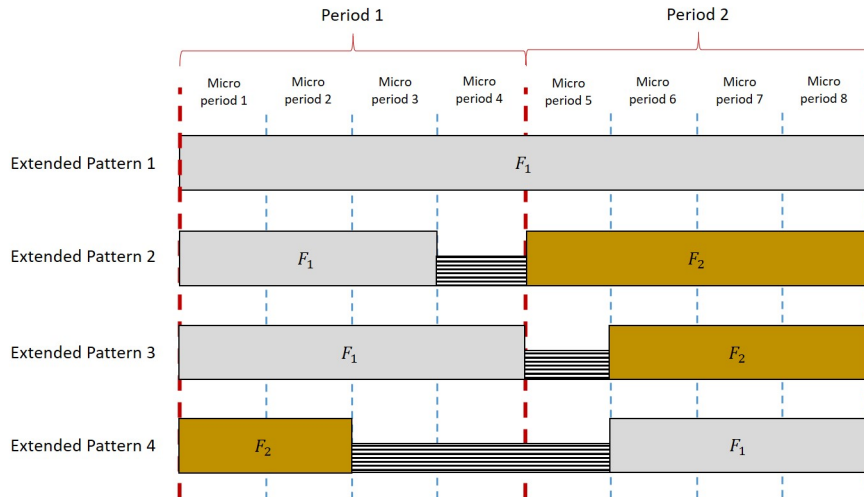 Period 1
Period 2
Micro period 1
Micro period 2
Micro period 3
Micro period 4
Micro period 5
Micro period 6
Micro period 7
Micro period 8
Extended Pattern 1
F₁
Extended Pattern 2
F₁
F₂
Extended Pattern 3
F₁
F₂
Extended Pattern 4
F₂
F₁